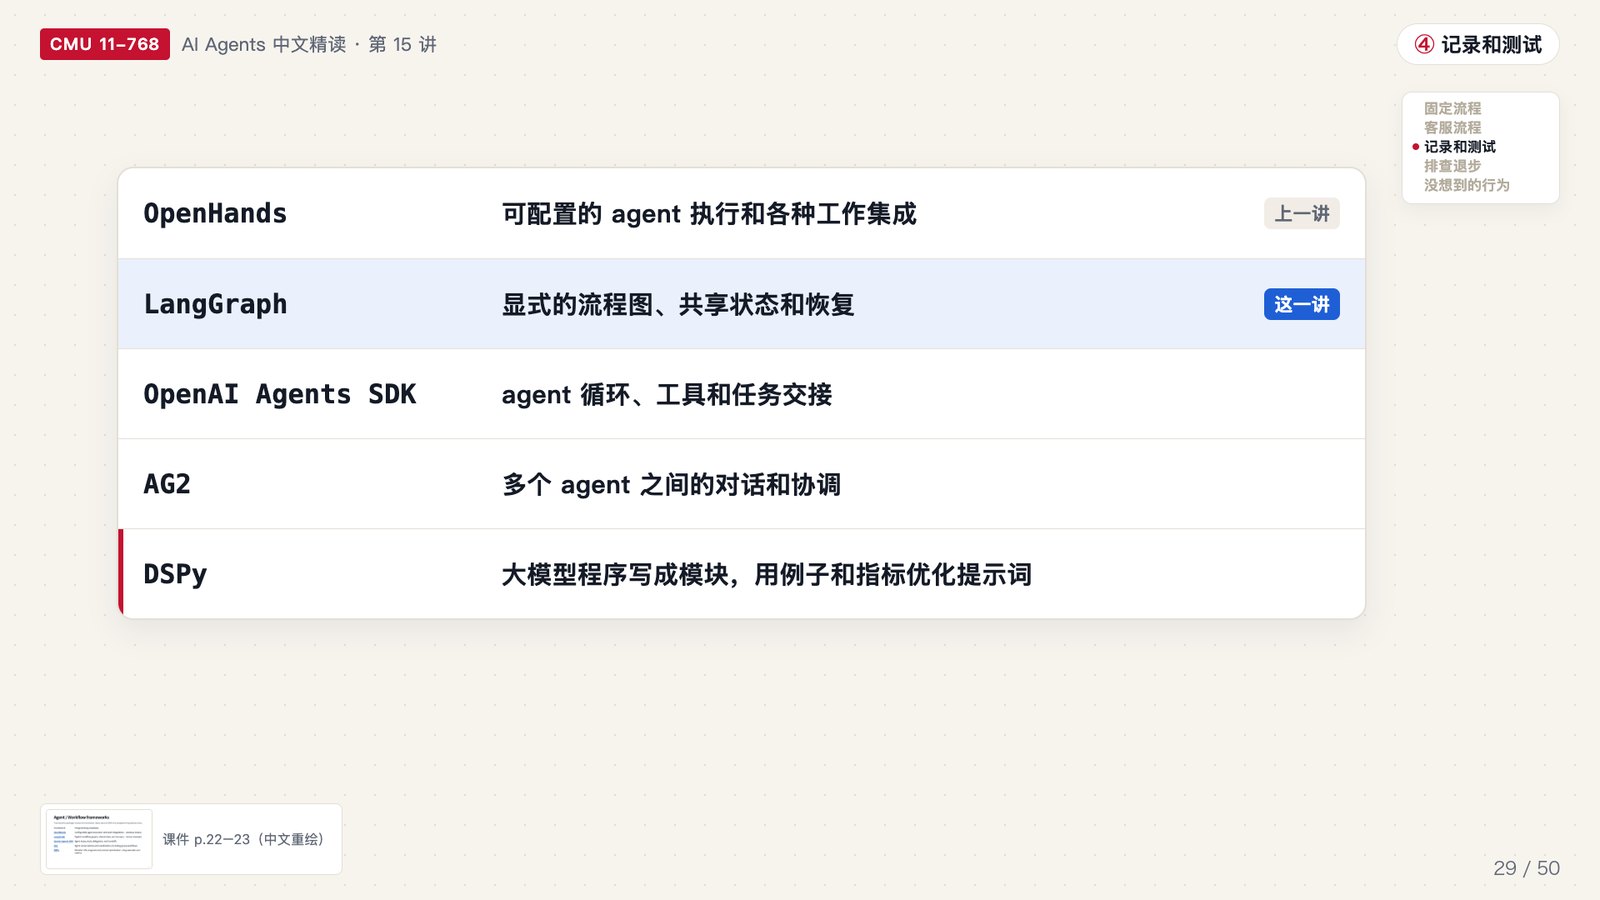 CMU 11-768 AI Agents 中文精读 · 第 15 讲
④ 记录和测试
固定流程
客服流程
记录和测试
排查退步
没想到的行为
OpenHands 可配置的 agent 执行和各种工作集成 上一讲
LangGraph 显式的流程图、共享状态和恢复 这一讲
OpenAI Agents SDK agent 循环、工具和任务交接
AG2 多个 agent 之间的对话和协调
DSPy 大模型程序写成模块，用例子和指标优化提示词
Agent / Workflow frameworks
课件 p.22—23（中文重绘）
29 / 50